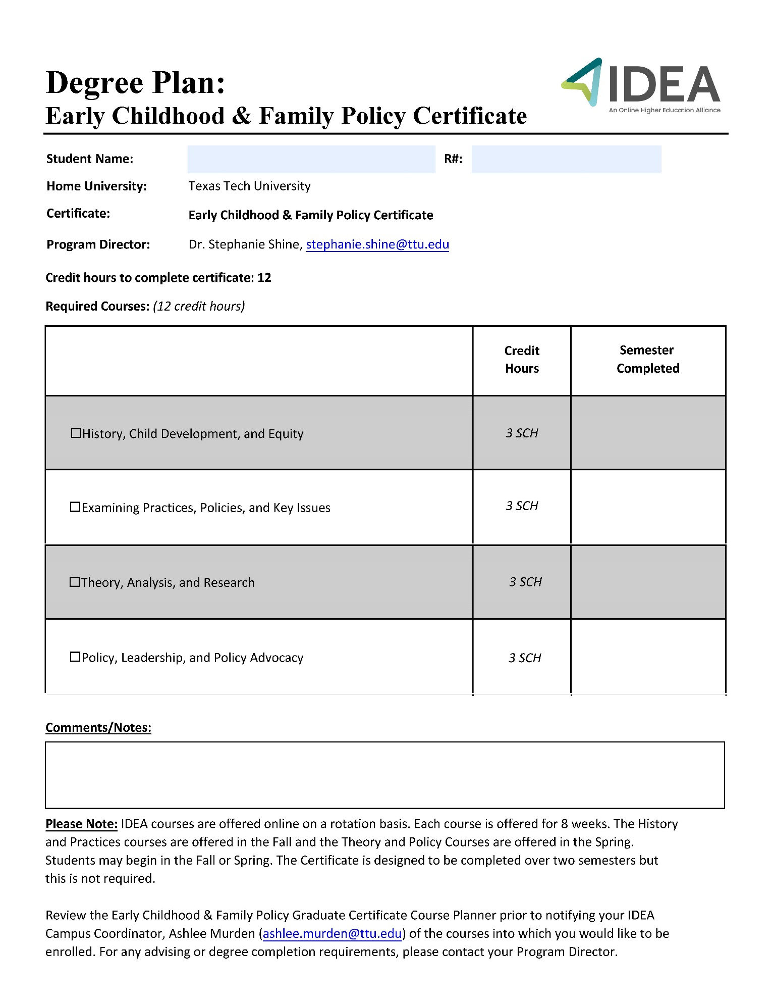 Degree Plan:
Early Childhood & Family Policy Certificate
IDEA
An Online Higher Education Alliance
Student Name: R#:
Home University: Texas Tech University
Certificate: Early Childhood & Family Policy Certificate
Program Director: Dr. Stephanie Shine, stephanie.shine@ttu.edu
Credit hours to complete certificate: 12
Required Courses: (12 credit hours)
Credit Hours
Semester Completed
☐History, Child Development, and Equity 3 SCH
☐Examining Practices, Policies, and Key Issues 3 SCH
☐Theory, Analysis, and Research 3 SCH
☐Policy, Leadership, and Policy Advocacy 3 SCH
Comments/Notes:
Please Note: IDEA courses are offered online on a rotation basis. Each course is offered for 8 weeks. The History
and Practices courses are offered in the Fall and the Theory and Policy Courses are offered in the Spring.
Students may begin in the Fall or Spring. The Certificate is designed to be completed over two semesters but
this is not required.
Review the Early Childhood & Family Policy Graduate Certificate Course Planner prior to notifying your IDEA
Campus Coordinator, Ashlee Murden (ashlee.murden@ttu.edu) of the courses into which you would like to be
enrolled. For any advising or degree completion requirements, please contact your Program Director.